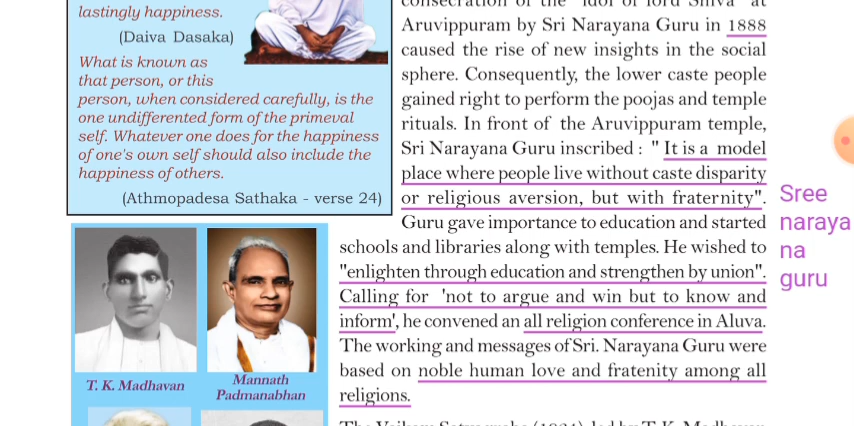 lastingly happiness.
(Daiva Dasaka)
What is known as
that person, or this
person, when considered carefully, is the
one undifferented form of the primeval
self. Whatever one does for the happiness
of one's own self should also include the
happiness of others.
(Athmopadesa Sathaka - verse 24)
T. K. Madhavan
Mannath
Padmanabhan
consecration of the 'idol of lord Shiva' at
Aruvippuram by Sri Narayana Guru in 1888
caused the rise of new insights in the social
sphere. Consequently, the lower caste people
gained right to perform the poojas and temple
rituals. In front of the Aruvippuram temple,
Sri Narayana Guru inscribed : " It is a model
place where people live without caste disparity
or religious aversion, but with fraternity".
Guru gave importance to education and started
schools and libraries along with temples. He wished to
"enlighten through education and strengthen by union".
Calling for 'not to argue and win but to know and
inform', he convened an all religion conference in Aluva.
The working and messages of Sri. Narayana Guru were
based on noble human love and fratenity among all
religions.
Sree
naraya
na
guru